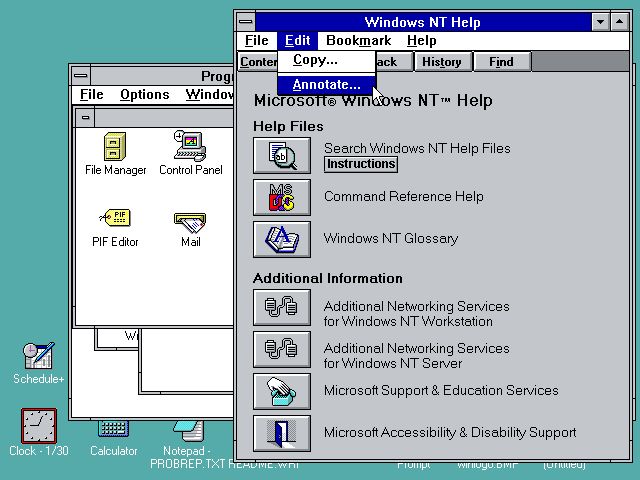 Windows NT Help
File Edit Bookmark Help
History Find
Copy...
Annotate...
Microsoft® Windows NT™ Help
Help Files
Search Windows NT Help Files
Instructions
Command Reference Help
Windows NT Glossary
Additional Information
Additional Networking Services
for Windows NT Workstation
Additional Networking Services
for Windows NT Server
Microsoft Support & Education Services
Microsoft Accessibility & Disability Support
File Options
File Manager
Control Panel
PIF
PIF Editor
Mail
Schedule+
Clock - 1/30
Calculator
Notepad -
PROBREP.TXT
README.WRI
Prompt
winlogo.BMP
(Untitled)